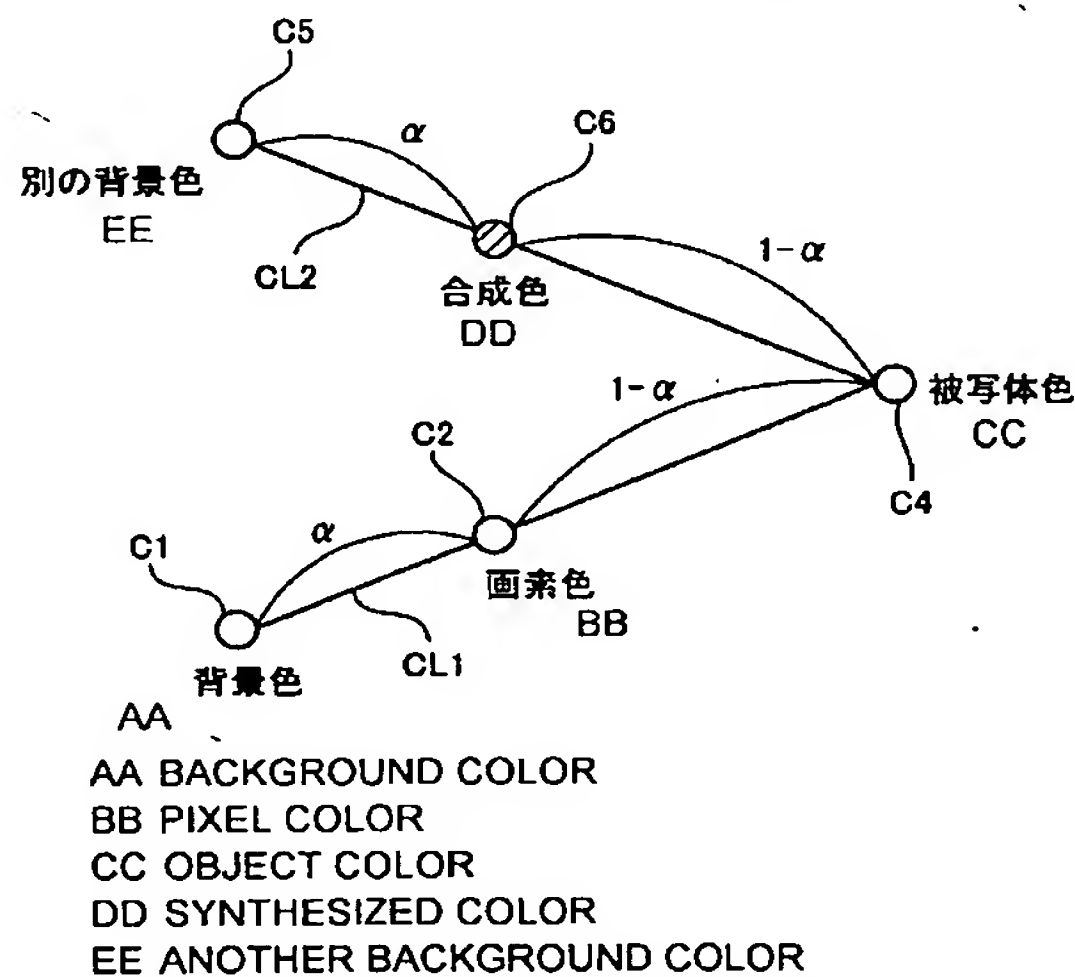 C5
α
C6
別の背景色
EE
CL2
1-α
合成色
DD
1-α
被写体色
CC
C2
C4
α
C1
画素色
BB
CL1
背景色
AA
AA BACKGROUND COLOR
BB PIXEL COLOR
CC OBJECT COLOR
DD SYNTHESIZED COLOR
EE ANOTHER BACKGROUND COLOR